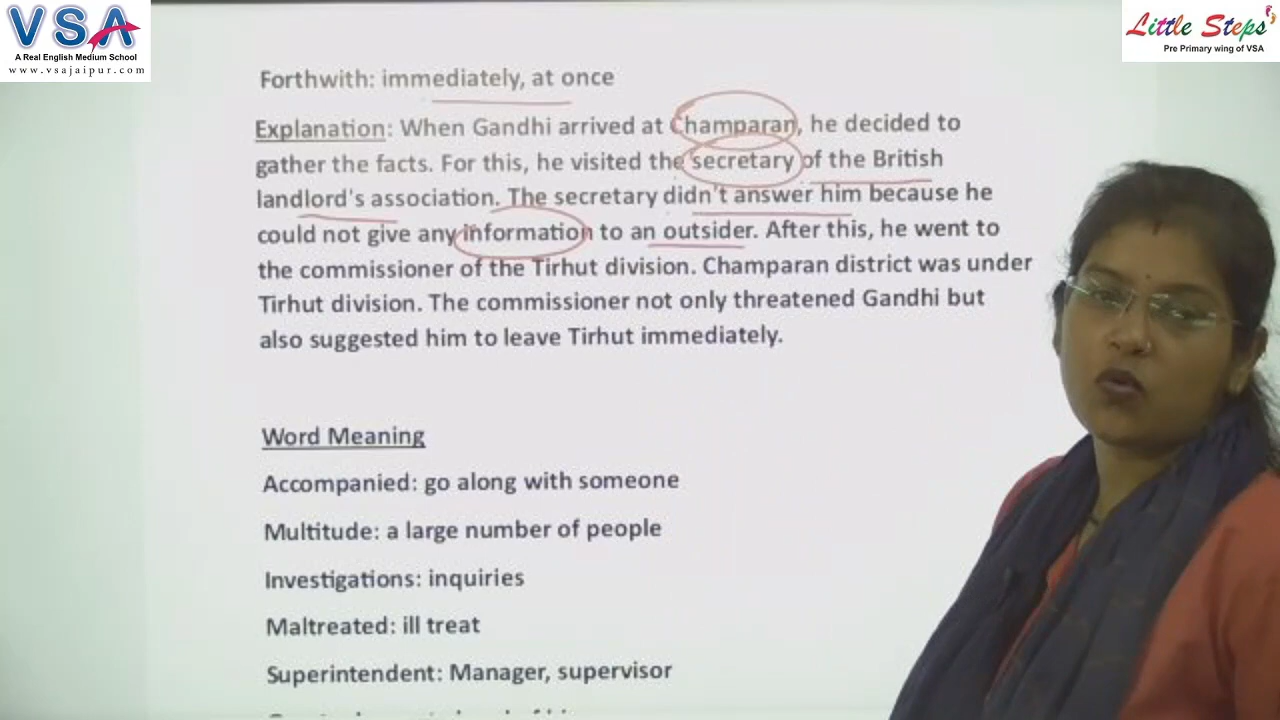 VSA
A Real English Medium School
www.vsajaipur.com
Little Steps
Pre Primary wing of VSA
Forthwith: immediately, at once
Explanation: When Gandhi arrived at Champaran, he decided to
gather the facts. For this, he visited the secretary of the British
landlord's association. The secretary didn't answer him because he
could not give any information to an outsider. After this, he went to
the commissioner of the Tirhut division. Champaran district was under
Tirhut division. The commissioner not only threatened Gandhi but
also suggested him to leave Tirhut immediately.
Word Meaning
Accompanied: go along with someone
Multitude: a large number of people
Investigations: inquiries
Maltreated: ill treat
Superintendent: Manager, supervisor